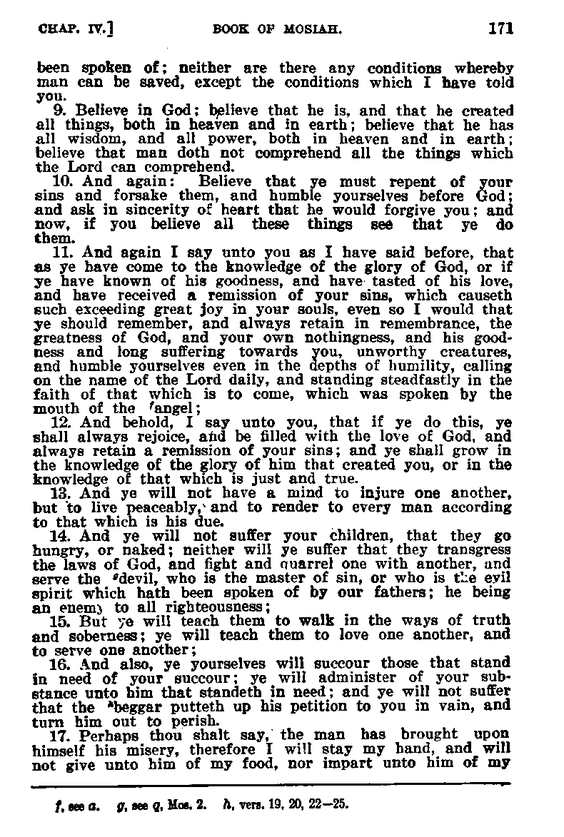 CHAP. IV.] BOOK OF MOSIAH. 171
been spoken of; neither are there any conditions whereby
man can be saved, except the conditions which I have told
you.
9. Believe in God; believe that he is, and that he created
all things, both in heaven and in earth; believe that he has
all wisdom, and all power, both in heaven and in earth;
believe that man doth not comprehend all the things which
the Lord can comprehend.
10. And again: Believe that ye must repent of your
sins and forsake them, and humble yourselves before God;
and ask in sincerity of heart that he would forgive you; and
now, if you believe all these things see that ye do
them.
11. And again I say unto you as I have said before, that
as ye have come to the knowledge of the glory of God, or if
ye have known of his goodness, and have tasted of his love,
and have received a remission of your sins, which causeth
such exceeding great joy in your souls, even so I would that
ye should remember, and always retain in remembrance, the
greatness of God, and your own nothingness, and his good-
ness and long suffering towards you, unworthy creatures,
and humble yourselves even in the depths of humility, calling
on the name of the Lord daily, and standing steadfastly in the
faith of that which is to come, which was spoken by the
mouth of the fangel;
12. And behold, I say unto you, that if ye do this, ye
shall always rejoice, and be filled with the love of God, and
always retain a remission of your sins; and ye shall grow in
the knowledge of the glory of him that created you, or in the
knowledge of that which is just and true.
13. And ye will not have a mind to injure one another,
but to live peaceably, and to render to every man according
to that which is his due.
14. And ye will not suffer your children, that they go
hungry, or naked; neither will ye suffer that they transgress
the laws of God, and fight and quarrel one with another, and
serve the gdevil, who is the master of sin, or who is the evil
spirit which hath been spoken of by our fathers; he being
an enemy to all righteousness;
15. But ye will teach them to walk in the ways of truth
and soberness; ye will teach them to love one another, and
to serve one another;
16. And also, ye yourselves will succour those that stand
in need of your succour; ye will administer of your sub-
stance unto him that standeth in need; and ye will not suffer
that the hbeggar putteth up his petition to you in vain, and
turn him out to perish.
17. Perhaps thou shalt say, the man has brought upon
himself his misery, therefore I will stay my hand, and will
not give unto him of my food, nor impart unto him of my
f, see a. g, see q, Mos. 2. h, vers. 19, 20, 22—25.